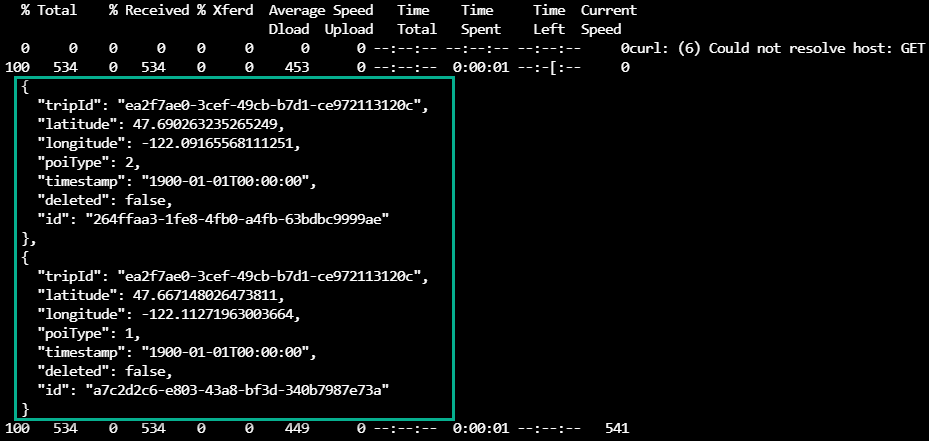 % Total    % Received % Xferd  Average Speed   Time    Time     Time  Current
                               Dload  Upload   Total   Spent    Left  Speed
  0     0    0     0    0     0      0      0 --:--:-- --:--:-- --:--:--     0curl: (6) Could not resolve host: GET
100   534    0   534    0     0    453      0 --:--:--  0:00:01 --:-[:--     0
  {
    "tripId": "ea2f7ae0-3cef-49cb-b7d1-ce972113120c",
    "latitude": 47.690263235265249,
    "longitude": -122.09165568111251,
    "poiType": 2,
    "timestamp": "1900-01-01T00:00:00",
    "deleted": false,
    "id": "264ffaa3-1fe8-4fb0-a4fb-63bdbc9999ae"
  },
  {
    "tripId": "ea2f7ae0-3cef-49cb-b7d1-ce972113120c",
    "latitude": 47.667148026473811,
    "longitude": -122.11271963003664,
    "poiType": 1,
    "timestamp": "1900-01-01T00:00:00",
    "deleted": false,
    "id": "a7c2d2c6-e803-43a8-bf3d-340b7987e73a"
  }
100   534    0   534    0     0    449      0 --:--:--  0:00:01 --:--:--   541